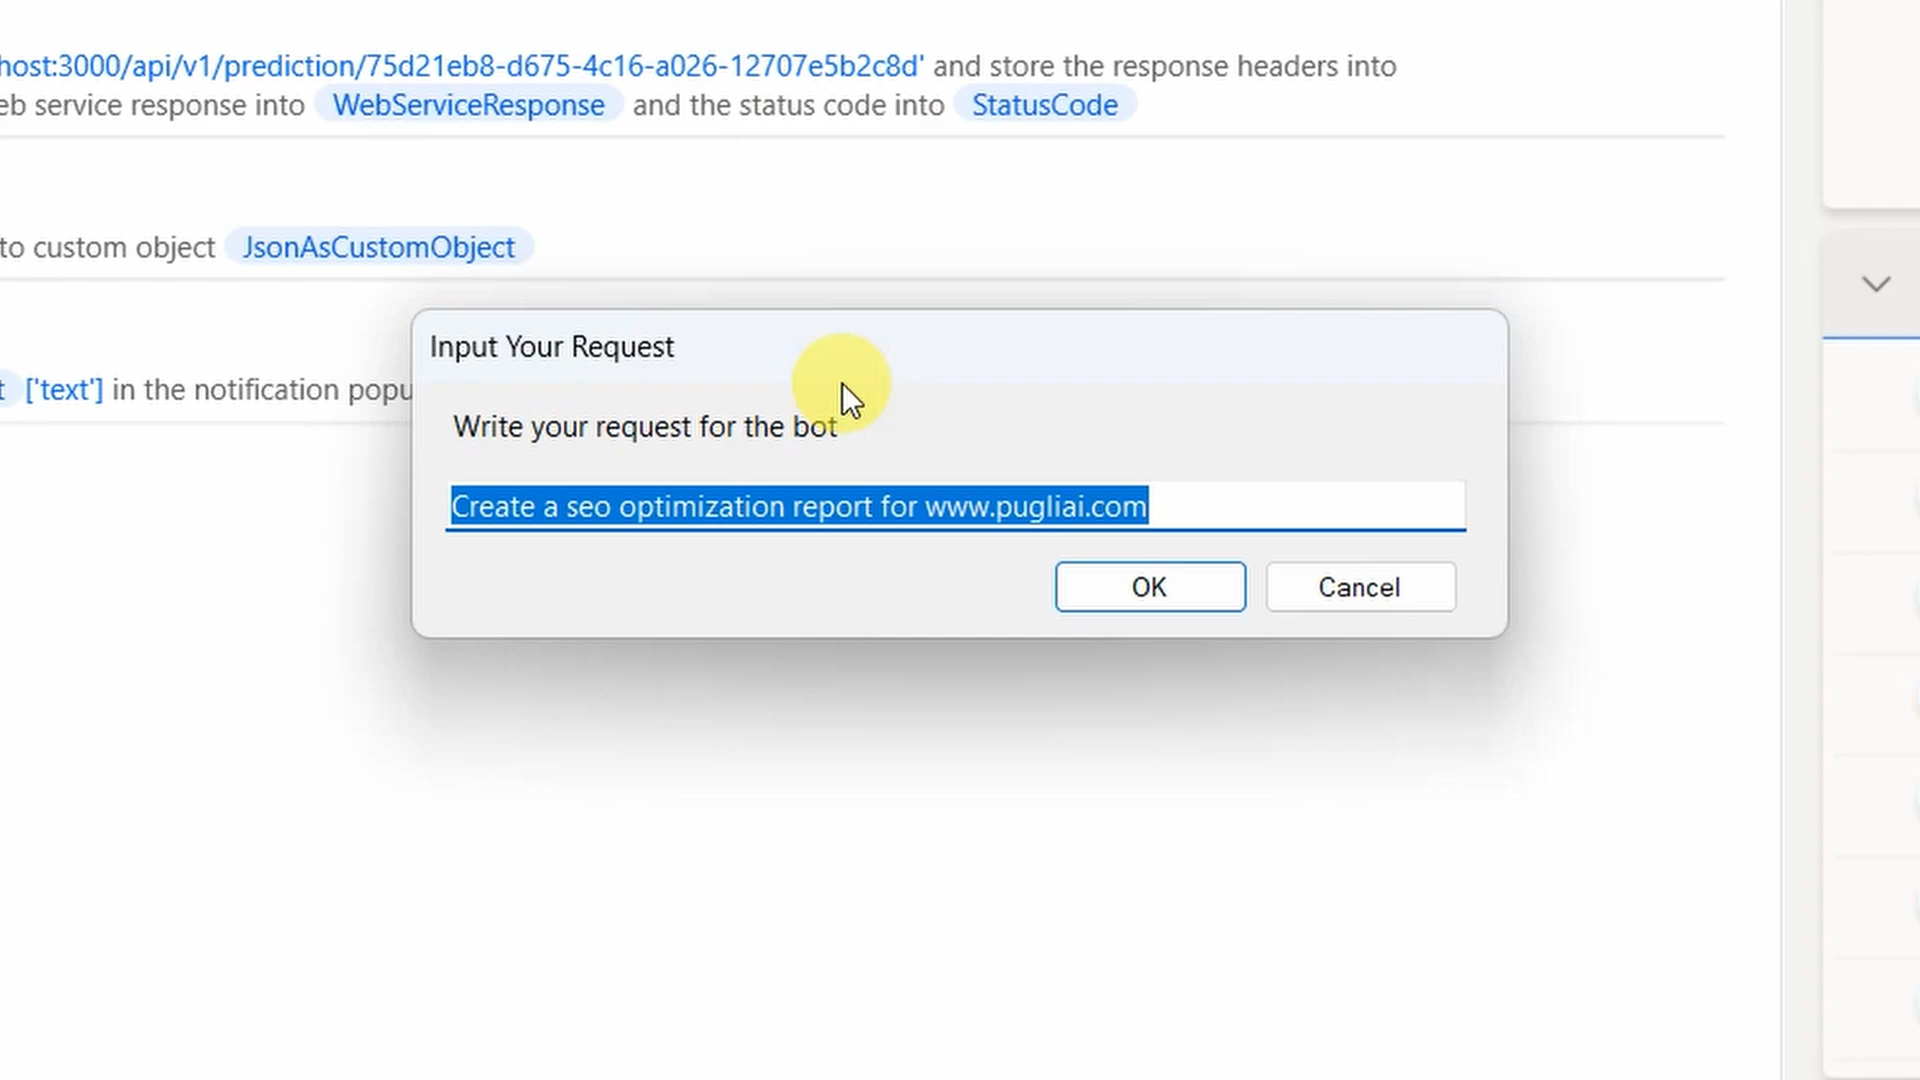 host:3000/api/v1/prediction/75d21eb8-d675-4c16-a026-12707e5b2c8d' and store the response headers into
eb service response into WebServiceResponse and the status code into StatusCode
to custom object JsonAsCustomObject
Input Your Request
t ['text'] in the notification popu
Write your request for the bot
Create a seo optimization report for www.pugliai.com
OK Cancel